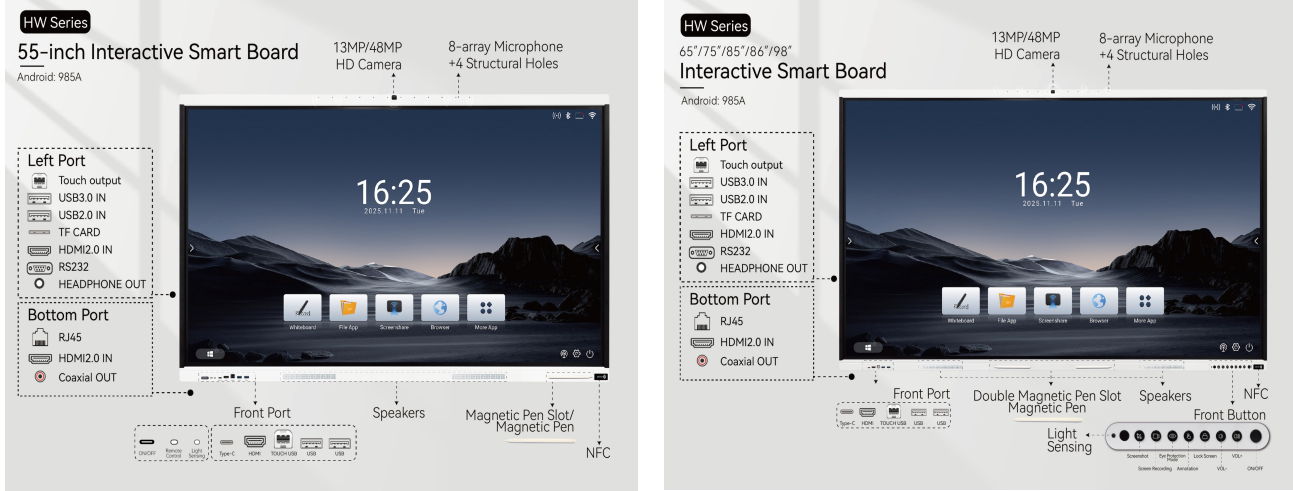 HW Series
55-inch Interactive Smart Board
Android: 985A
13MP/48MP
HD Camera
8-array Microphone
+4 Structural Holes
Left Port
Touch output
USB3.0 IN
USB2.0 IN
TF CARD
HDMI2.0 IN
RS232
HEADPHONE OUT
Bottom Port
RJ45
HDMI2.0 IN
Coaxial OUT
16:25
2025.11.11 Tue
Whiteboard
File App
Screen share
Browser
More App
Front Port
Speakers
Magnetic Pen Slot/
Magnetic Pen
NFC
ON/OFF
Remote
Control
Light
Sensing
Type-C
HDMI
TOUCH USB
USB
USB
HW Series
65"/75"/85"/86"/98"
Interactive Smart Board
Android: 985A
13MP/48MP
HD Camera
8-array Microphone
+4 Structural Holes
Left Port
Touch output
USB3.0 IN
USB2.0 IN
TF CARD
HDMI2.0 IN
RS232
HEADPHONE OUT
Bottom Port
RJ45
HDMI2.0 IN
Coaxial OUT
16:25
2025.11.11 Tue
Whiteboard
File App
Screen share
Browser
More App
Front Port
Type-C
HDMI
TOUCH USB
USB
USB
Double Magnetic Pen Slot
Magnetic Pen
Speakers
NFC
Front Button
Light
Sensing
Screenshot
Eye Protection
Mode
Lock Screen
VOL+
Screen Recording
Annotation
VOL-
ON/OFF